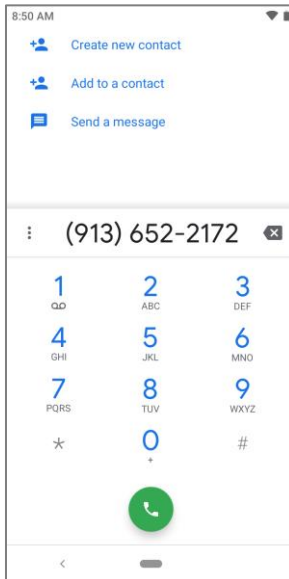 8:50 AM
Create new contact
Add to a contact
Send a message
(913) 652-2172
1 2 3
ABC DEF
4 5 6
GHI JKL MNO
7 8 9
PQRS TUV WXYZ
* 0 #
+